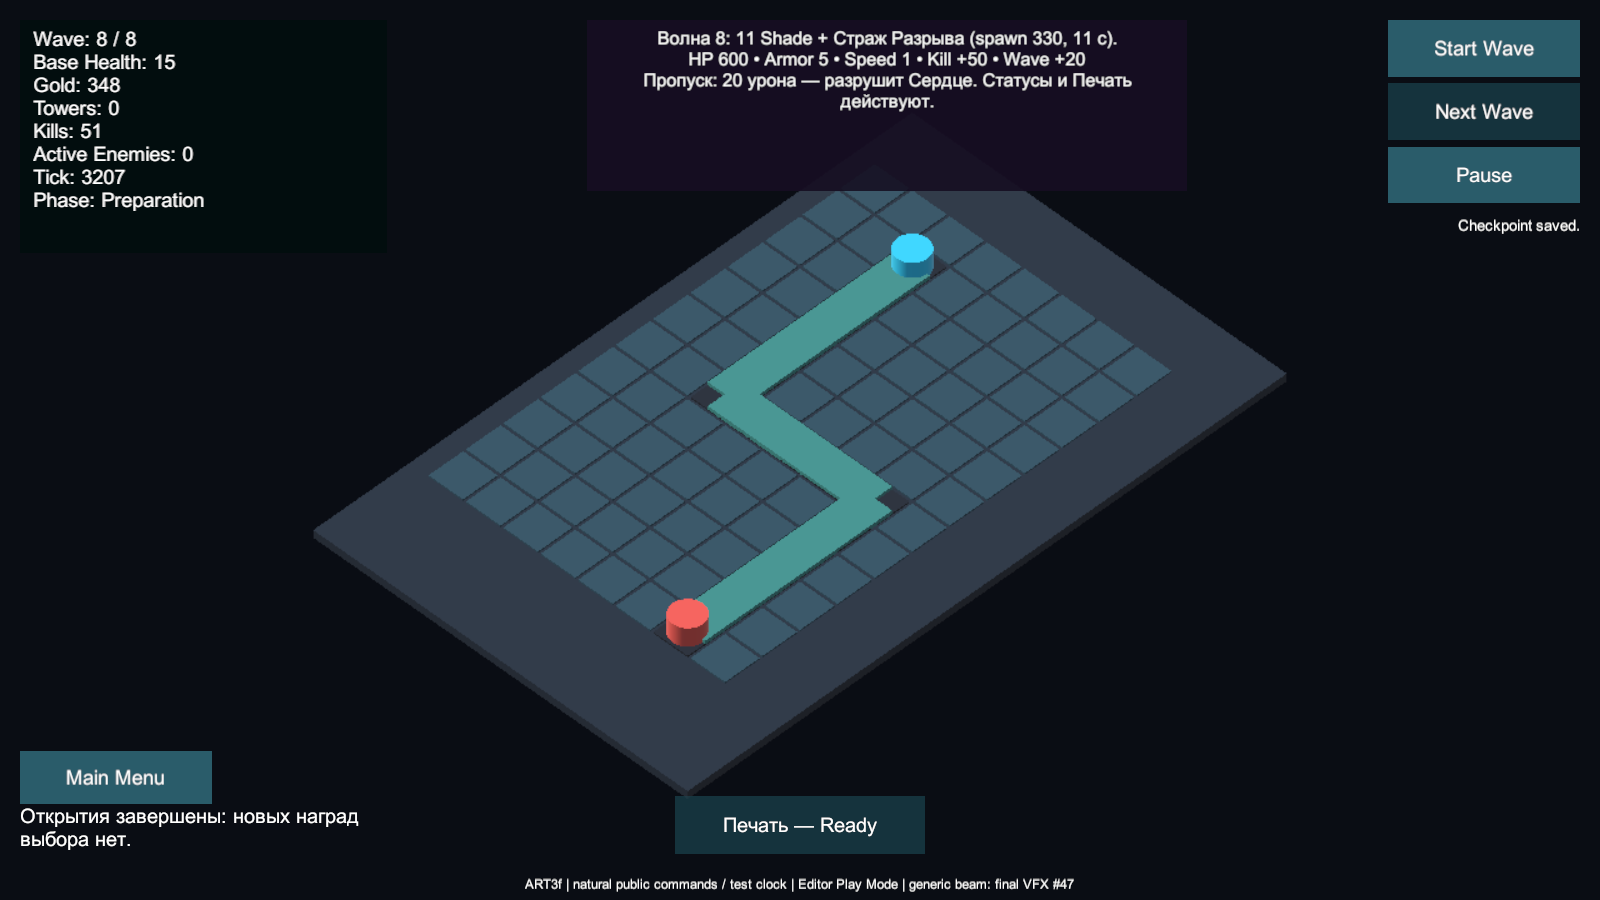 Wave: 8 / 8
Base Health: 15
Gold: 348
Towers: 0
Kills: 51
Active Enemies: 0
Tick: 3207
Phase: Preparation
Волна 8: 11 Shade + Страж Разрыва (spawn 330, 11 с).
HP 600 • Armor 5 • Speed 1 • Kill +50 • Wave +20
Пропуск: 20 урона — разрушит Сердце. Статусы и Печать
действуют.
Start Wave
Next Wave
Pause
Checkpoint saved.
Main Menu
Открытия завершены: новых наград
выбора нет.
Печать — Ready
ART3f | natural public commands / test clock | Editor Play Mode | generic beam: final VFX #47